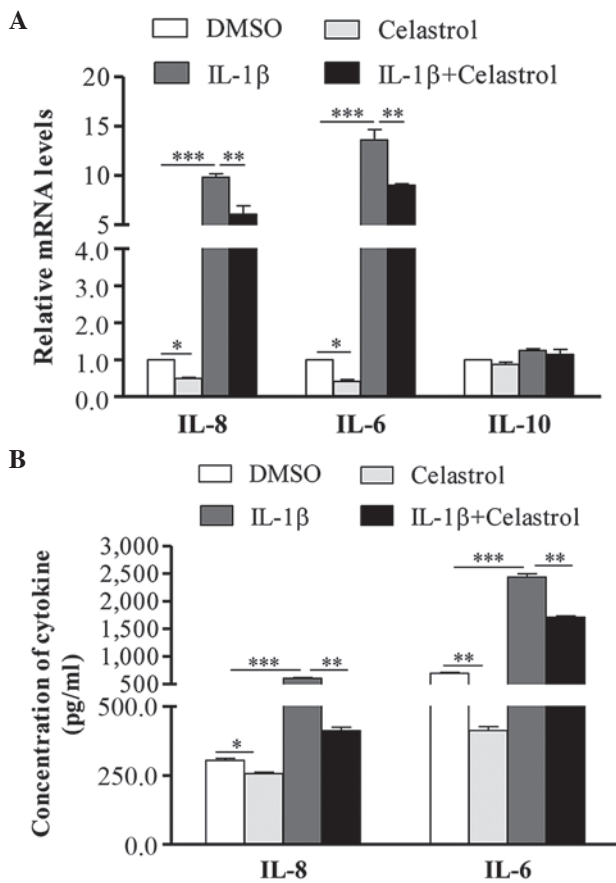 A
DMSO Celastrol
IL-1β IL-1β+Celastrol
Relative mRNA levels
20
15
10
5
4.0
3.0
2.0
1.0
0.0
*** **
*** **
*
*
IL-8 IL-6 IL-10
B
DMSO Celastrol
IL-1β IL-1β+Celastrol
Concentration of cytokine
(pg/ml)
3,000
2,500
2,000
1,500
1,000
500
500.0
250.0
0.0
*** **
*** **
**
*
IL-8 IL-6